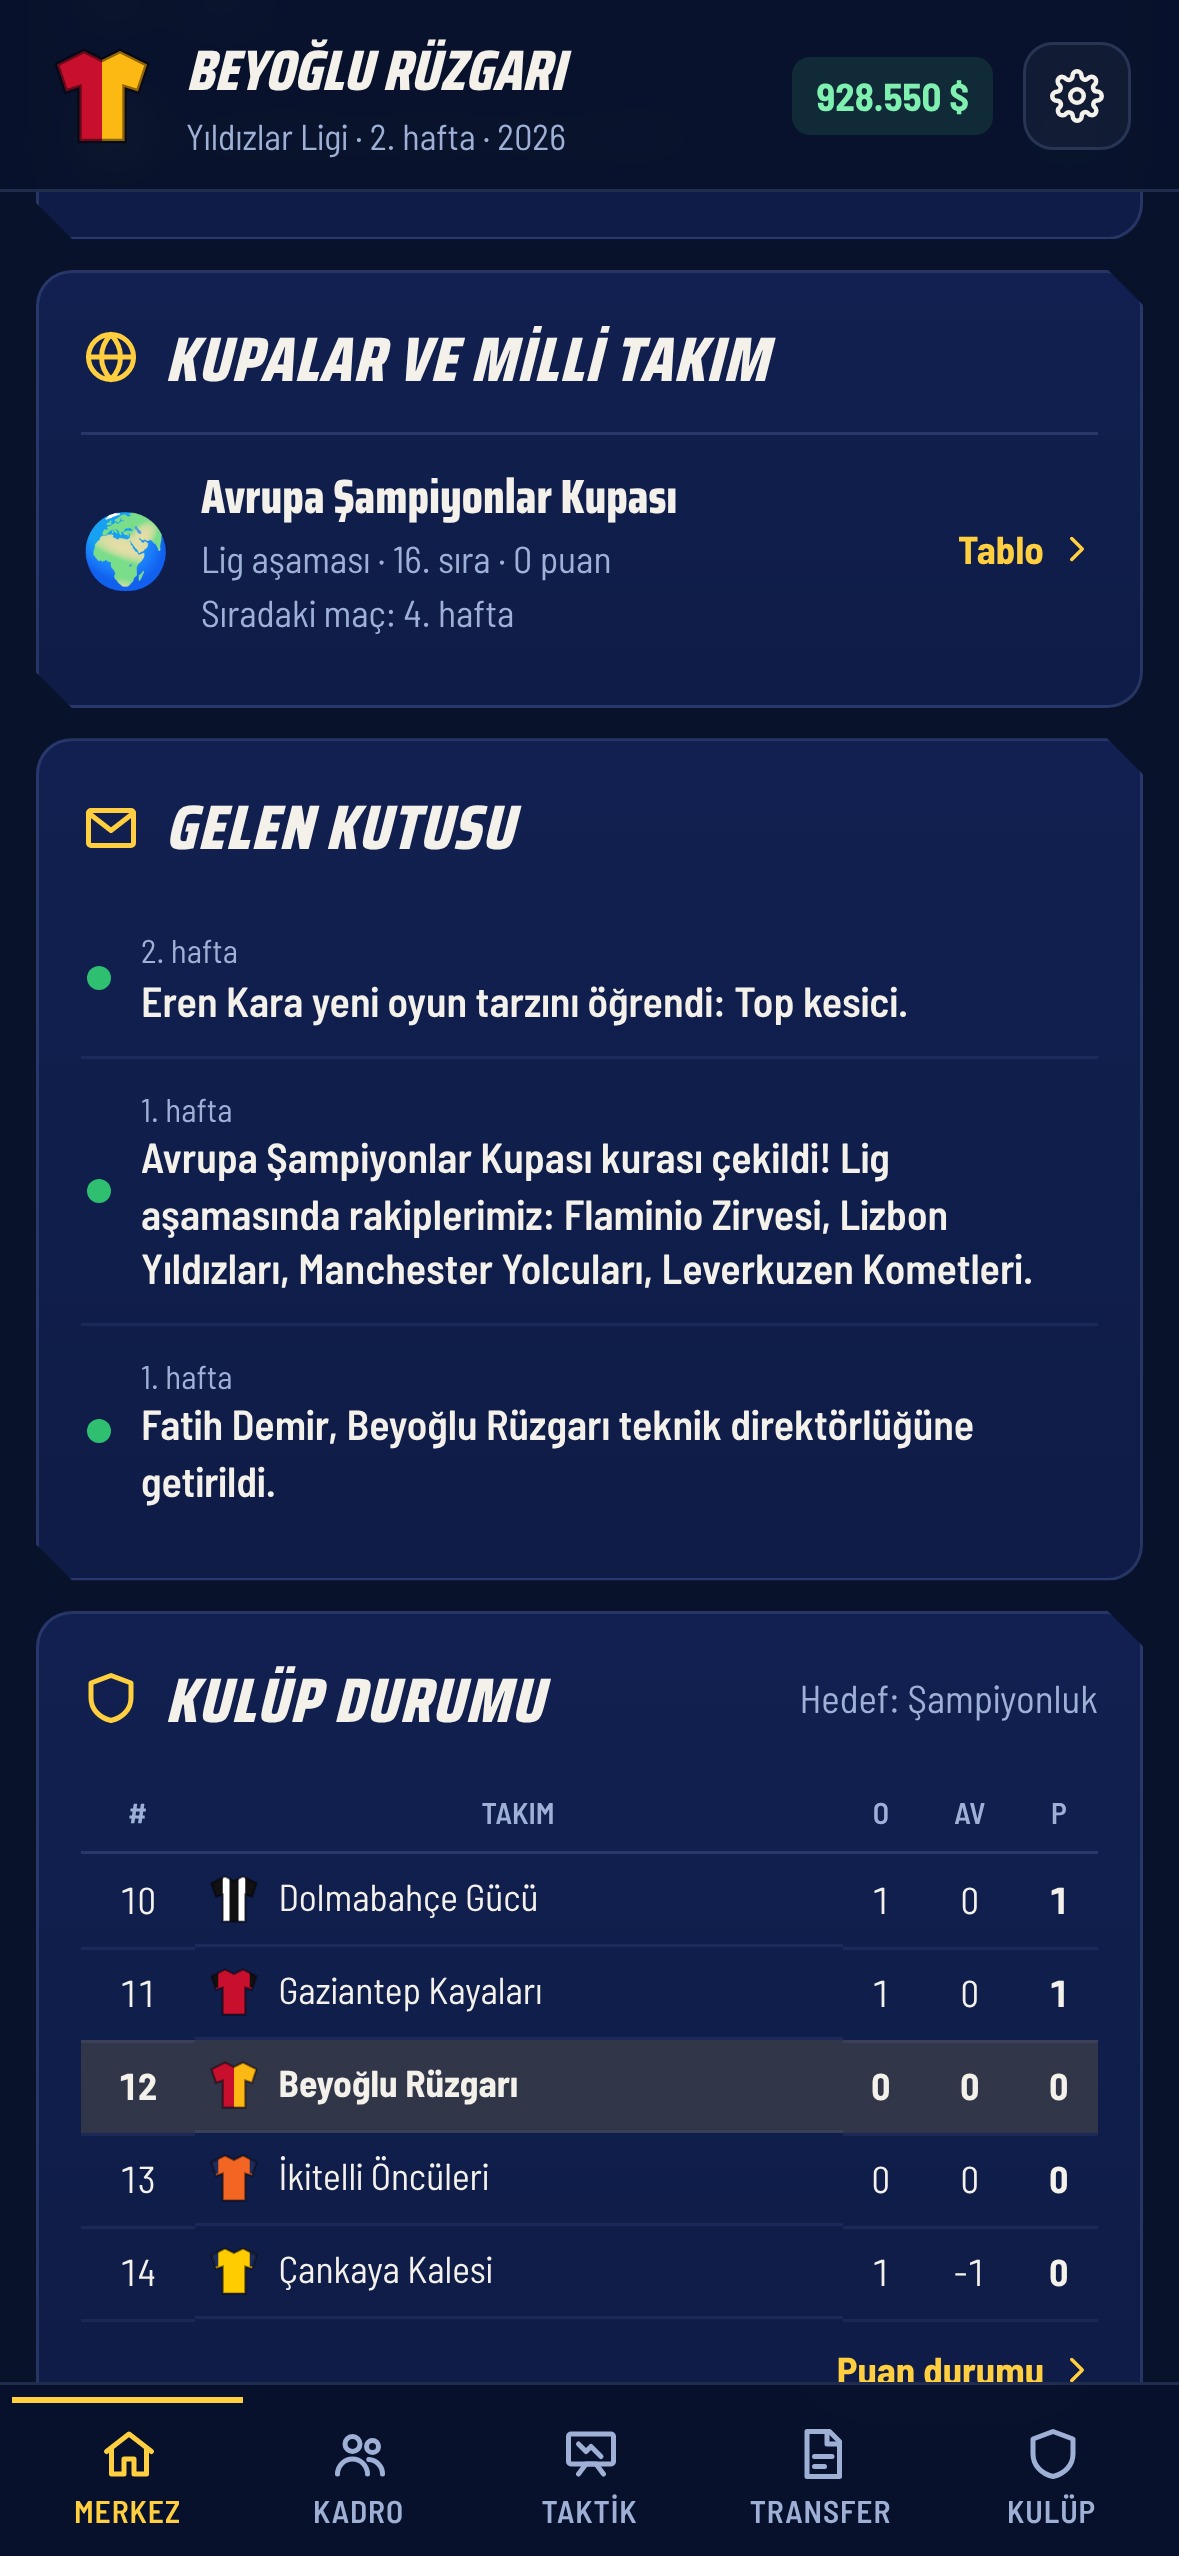 BEYOĞLU RÜZGARI
928.550 $
Yıldızlar Ligi · 2. hafta · 2026
KUPALAR VE MİLLİ TAKIM
Avrupa Şampiyonlar Kupası
Lig aşaması · 16. sıra · 0 puan
Sıradaki maç: 4. hafta
Tablo
GELEN KUTUSU
2. hafta
Eren Kara yeni oyun tarzını öğrendi: Top kesici.
1. hafta
Avrupa Şampiyonlar Kupası kurası çekildi! Lig
aşamasında rakiplerimiz: Flaminio Zirvesi, Lizbon
Yıldızları, Manchester Yolcuları, Leverkuzen Kometleri.
1. hafta
Fatih Demir, Beyoğlu Rüzgarı teknik direktörlüğüne
getirildi.
KULÜP DURUMU
Hedef: Şampiyonluk
# TAKIM O AV P
10 Dolmabahçe Gücü 1 0 1
11 Gaziantep Kayaları 1 0 1
12 Beyoğlu Rüzgarı 0 0 0
13 İkitelli Öncüleri 0 0 0
14 Çankaya Kalesi 1 -1 0
Puan durumu
MERKEZ KADRO TAKTİK TRANSFER KULÜP